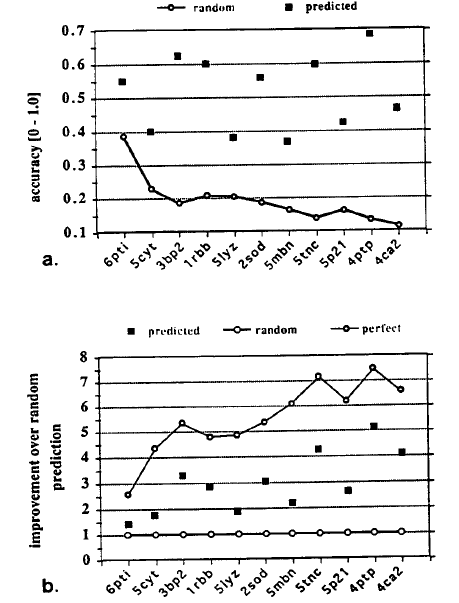 random predicted
0.7
0.6
0.5
0.4
0.3
0.2
0.1
accuracy [0 - 1.0]
6pti 5cyt 3bp2 1rbb 5lyz 2sod 5mbn 5tnc 5p21 4ptp 4ca2
a.
predicted random perfect
8
7
6
5
4
3
2
1
0
improvement over random
prediction
6pti 5cyt 3bp2 1rbb 5lyz 2sod 5mbn 5tnc 5p21 4ptp 4ca2
b.